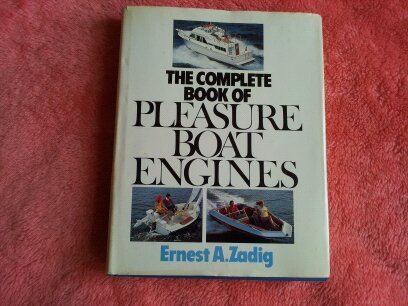 THE COMPLETE
BOOK OF
PLEASURE
BOAT
ENGINES
Ernest A. Zadig